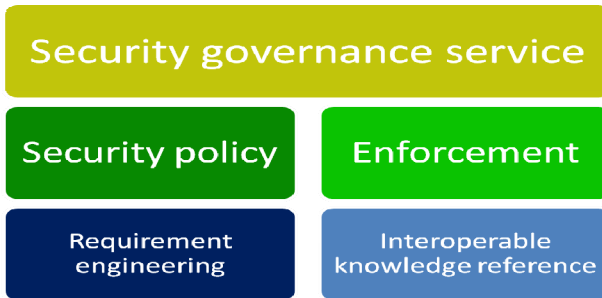 Security governance service
Security policy
Enforcement
Requirement
engineering
Interoperable
knowledge reference